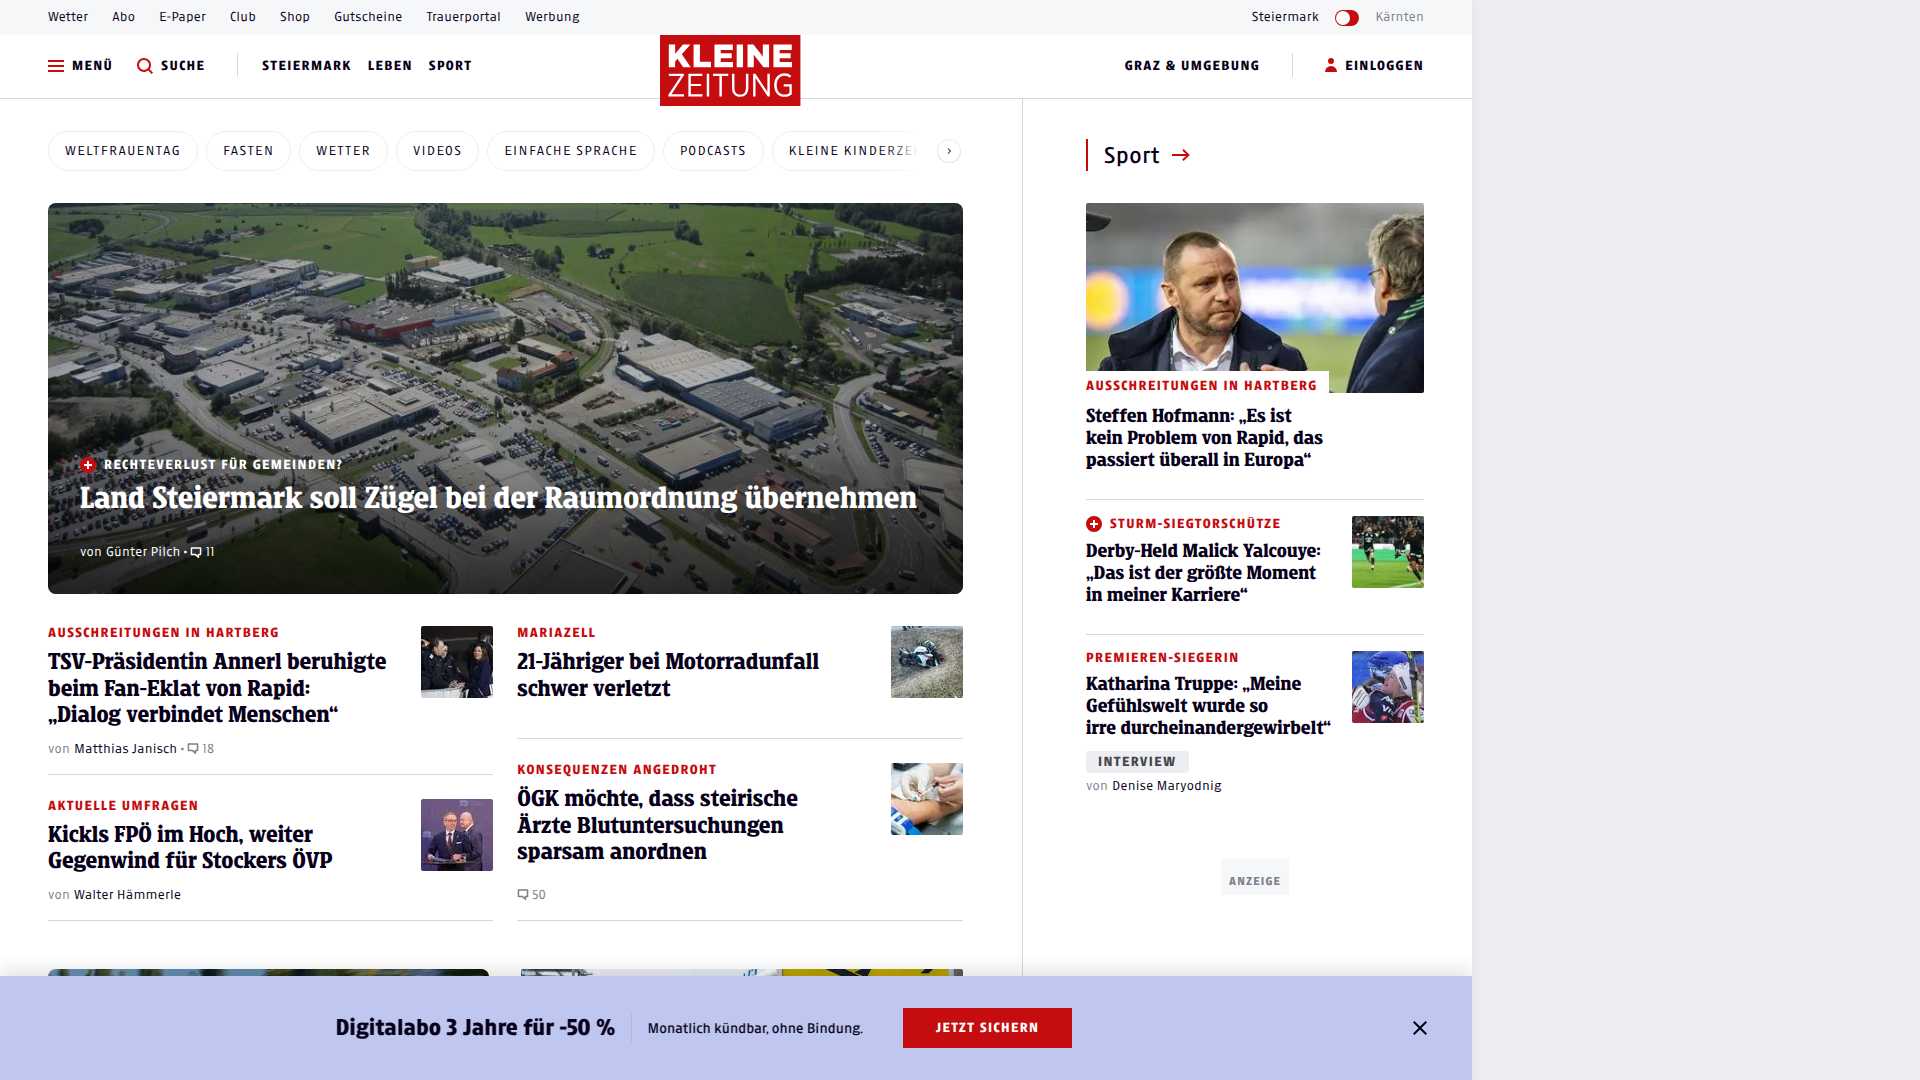 Wetter Abo E-Paper Club Shop Gutscheine Trauerportal Werbung Steiermark Kärnten
MENÜ SUCHE STEIERMARK LEBEN SPORT KLEINE ZEITUNG GRAZ & UMGEBUNG EINLOGGEN
WELTFRAUENTAG FASTEN WETTER VIDEOS EINFACHE SPRACHE PODCASTS KLEINE
RECHTEVERLUST FÜR GEMEINDEN?
Land Steiermark soll Zügel bei der Raumordnung übernehmen
von Günter Pilch • 11
AUSSCHREITUNGEN IN HARTBERG
TSV-Präsidentin Annerl beruhigte
beim Fan-Eklat von Rapid:
„Dialog verbindet Menschen“
von Matthias Janisch • 18
AKTUELLE UMFRAGEN
Kickls FPÖ im Hoch, weiter
Gegenwind für Stockers ÖVP
von Walter Hämmerle
MARIAZELL
21-Jähriger bei Motorradunfall
schwer verletzt
KONSEQUENZEN ANGEDROHT
ÖGK möchte, dass steirische
Ärzte Blutuntersuchungen
sparsam anordnen
50
Sport
AUSSCHREITUNGEN IN HARTBERG
Steffen Hofmann: „Es ist
kein Problem von Rapid, das
passiert überall in Europa“
STURM-SIEGTORSCHÜTZE
Derby-Held Malick Yalcouye:
„Das ist der größte Moment
in meiner Karriere“
PREMIEREN-SIEGERIN
Katharina Truppe: „Meine
Gefühlswelt wurde so
irre durcheinandergewirbelt“
INTERVIEW
von Denise Maryodnig
ANZEIGE
Digitalabo 3 Jahre für -50 % Monatlich kündbar, ohne Bindung. JETZT SICHERN